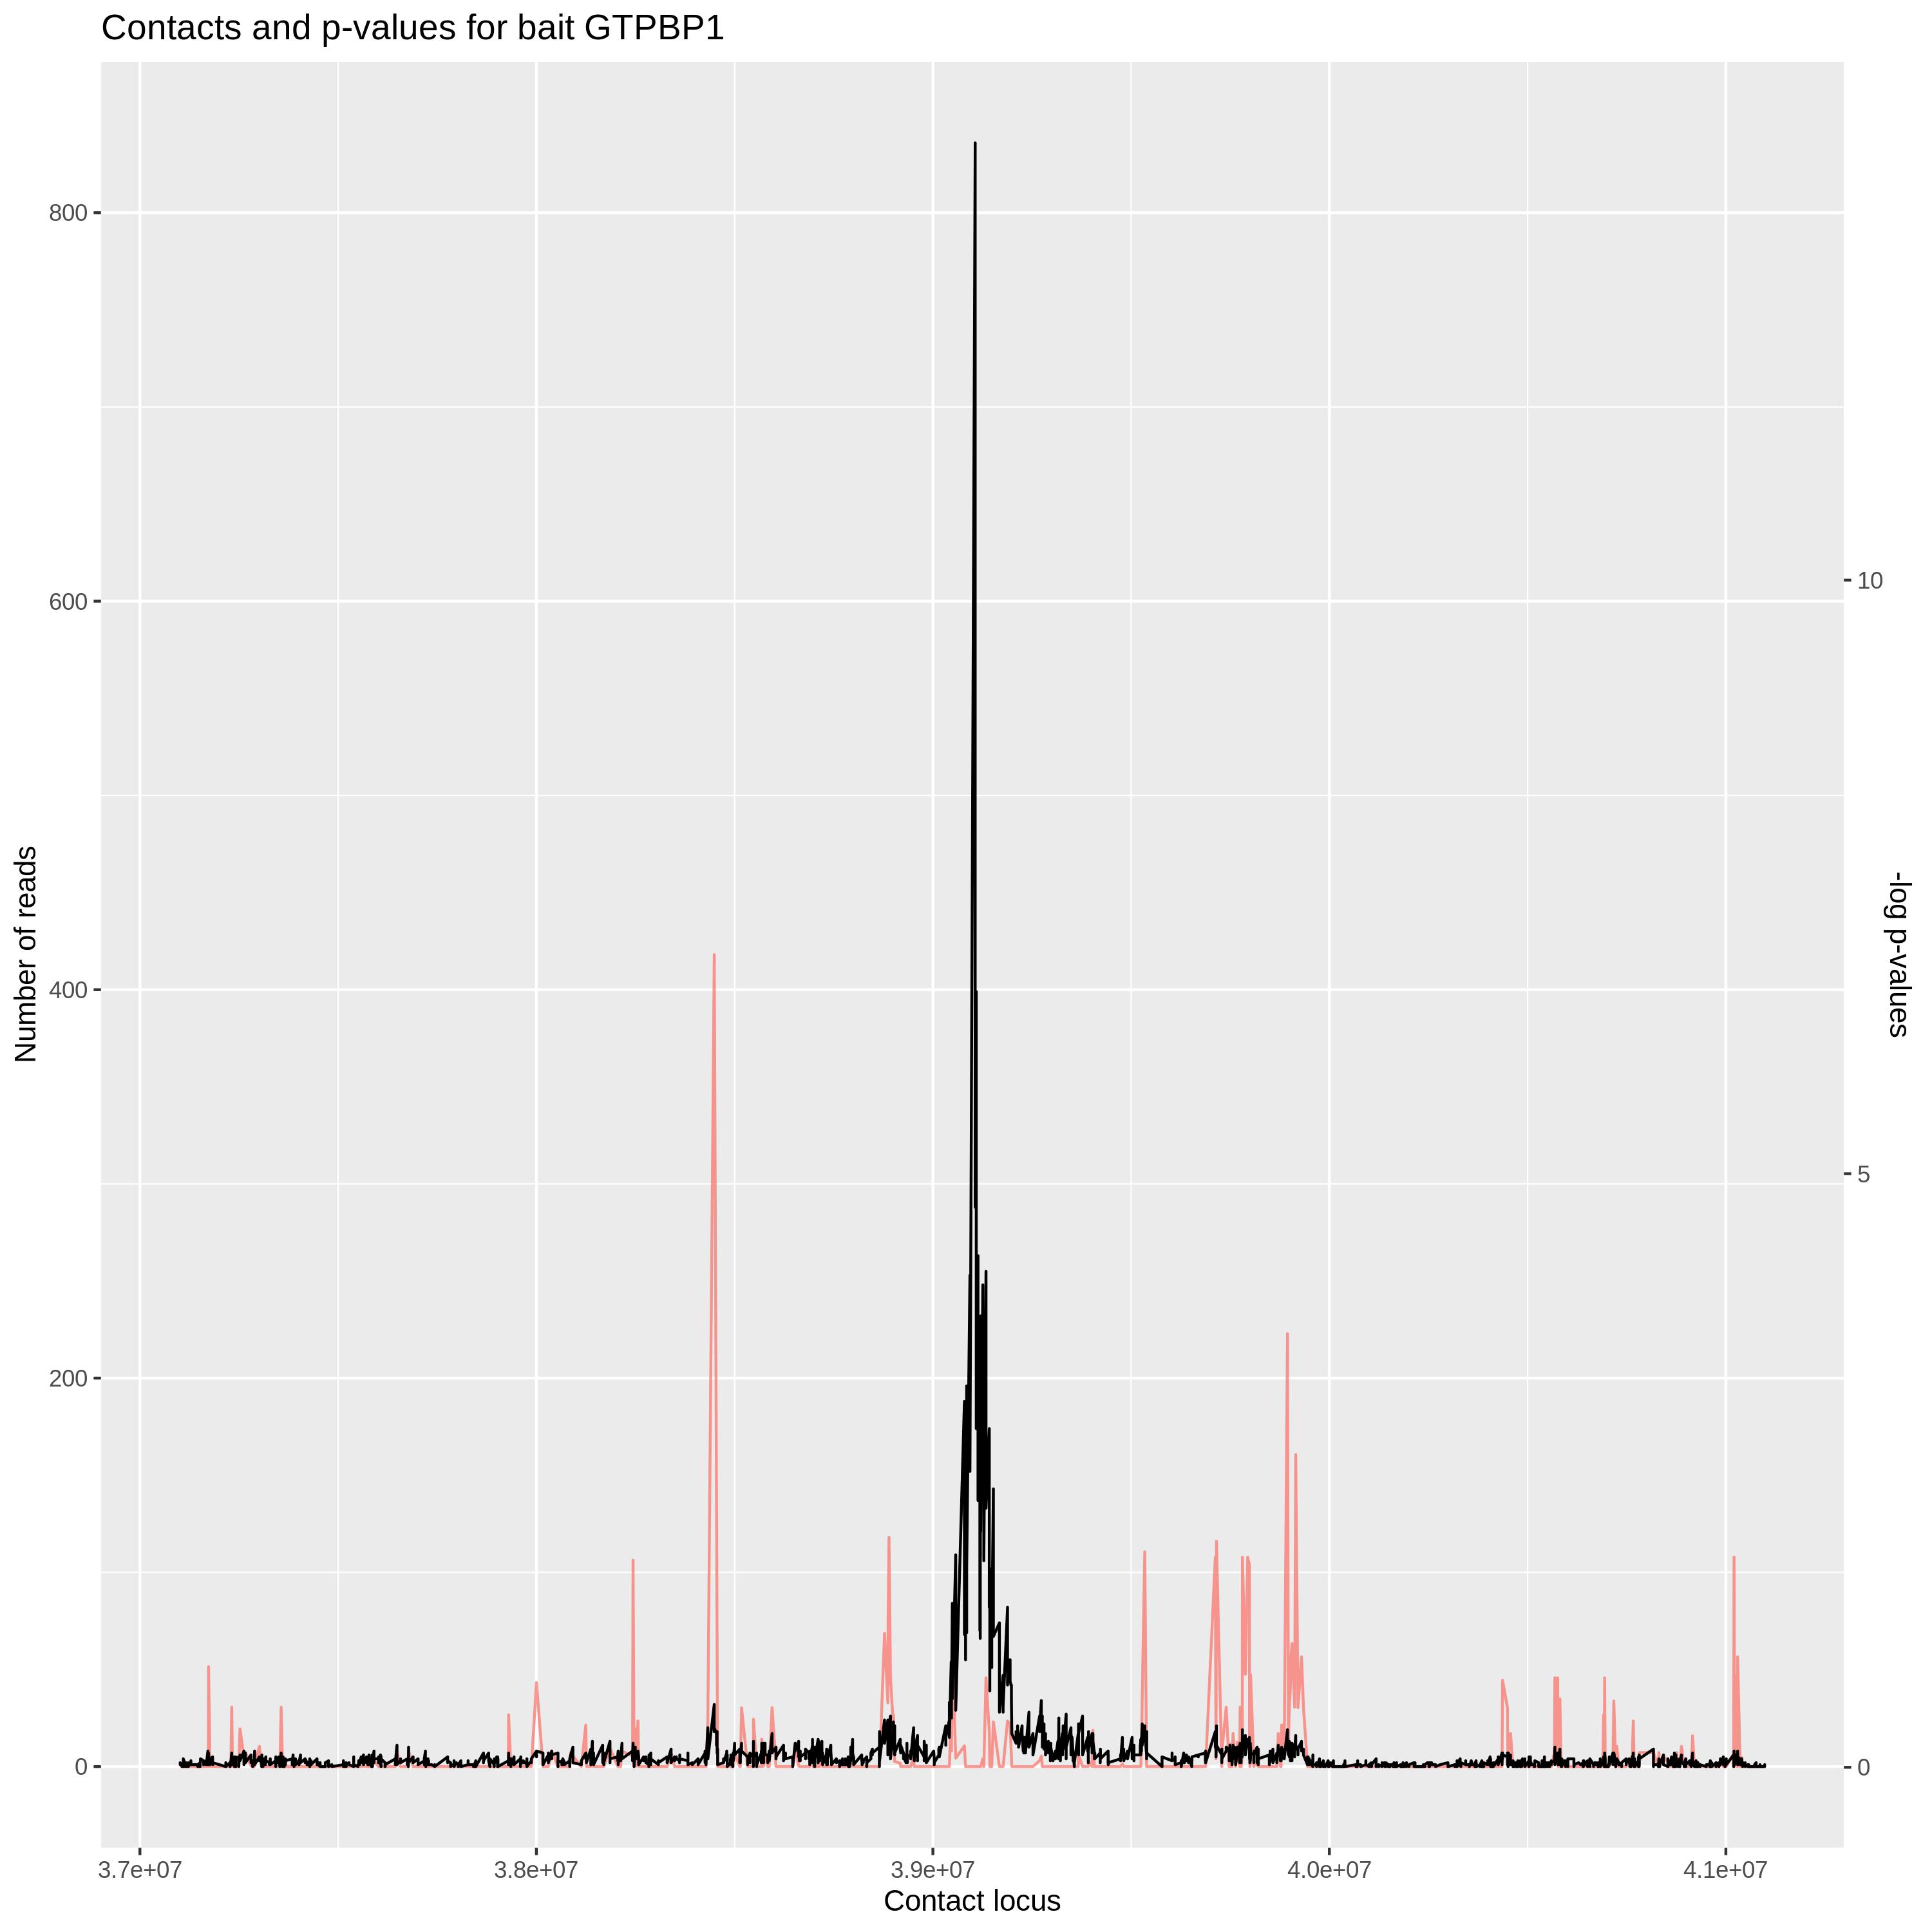 Contacts and p-values for bait GTPBP1
800
600
400
200
0
Number of reads
10
5
0
-log p-values
3.7e+07
3.8e+07
3.9e+07
4.0e+07
4.1e+07
Contact locus